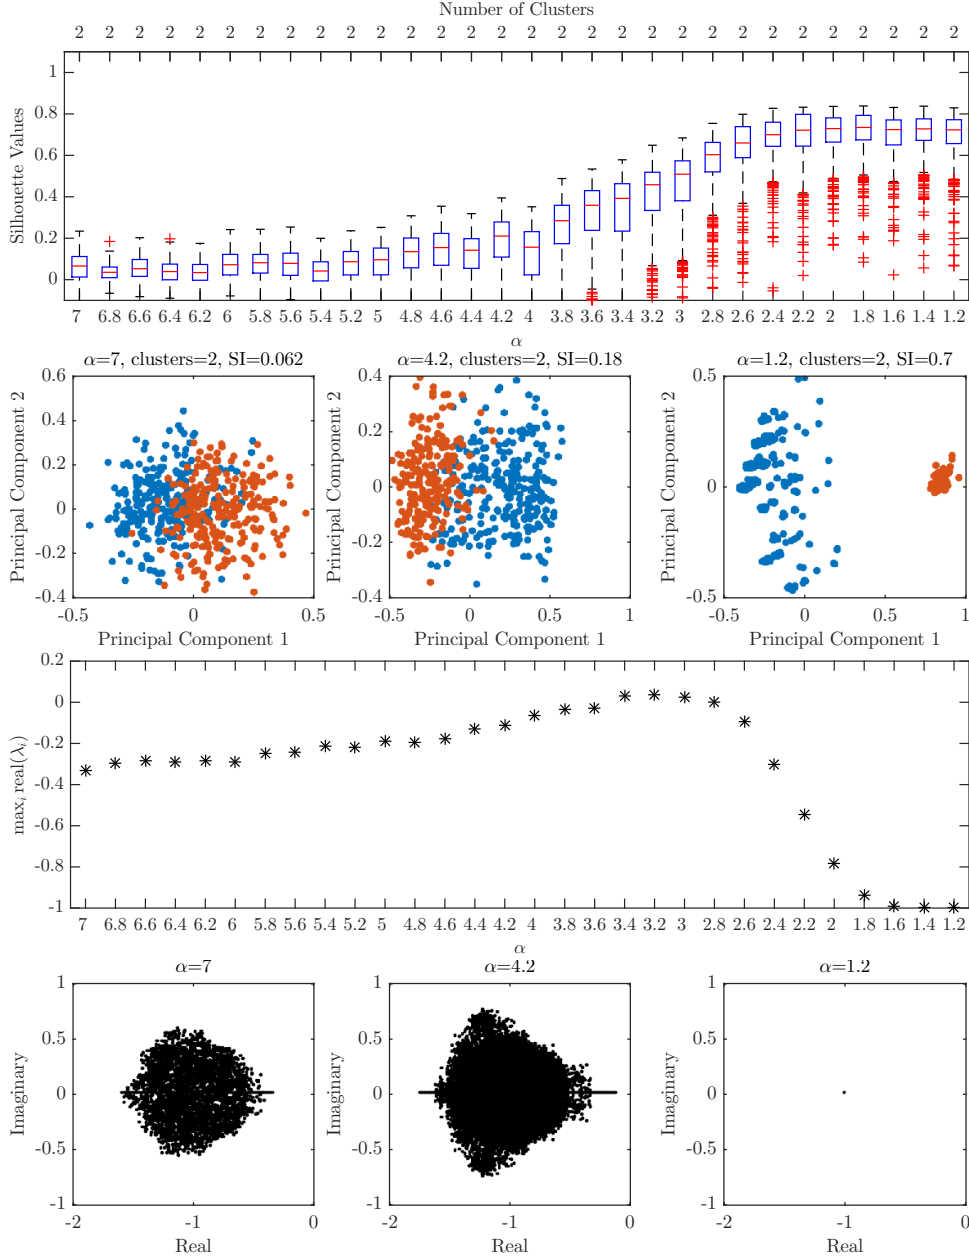 Number of Clusters
2 2 2 2 2 2 2 2 2 2 2 2 2 2 2 2 2 2 2 2 2 2 2 2 2 2 2 2 2 2
Silhouette Values
1
0.8
0.6
0.4
0.2
0
7 6.8 6.6 6.4 6.2 6 5.8 5.6 5.4 5.2 5 4.8 4.6 4.4 4.2 4 3.8 3.6 3.4 3.2 3 2.8 2.6 2.4 2.2 2 1.8 1.6 1.4 1.2
α
α=7, clusters=2, SI=0.062
Principal Component 2
0.6
0.4
0.2
0
-0.2
-0.4
-0.5 0 0.5
Principal Component 1
α=4.2, clusters=2, SI=0.18
Principal Component 2
0.4
0.2
0
-0.2
-0.4
-0.5 0 0.5 1
Principal Component 1
α=1.2, clusters=2, SI=0.7
Principal Component 2
0.5
0
-0.5
-0.5 0 0.5 1
Principal Component 1
max_i real(λ_i)
0.2
0
-0.2
-0.4
-0.6
-0.8
-1
7 6.8 6.6 6.4 6.2 6 5.8 5.6 5.4 5.2 5 4.8 4.6 4.4 4.2 4 3.8 3.6 3.4 3.2 3 2.8 2.6 2.4 2.2 2 1.8 1.6 1.4 1.2
α
α=7
Imaginary
1
0.5
0
-0.5
-1
-2 -1 0
Real
α=4.2
Imaginary
1
0.5
0
-0.5
-1
-2 -1 0
Real
α=1.2
Imaginary
1
0.5
0
-0.5
-1
-2 -1 0
Real